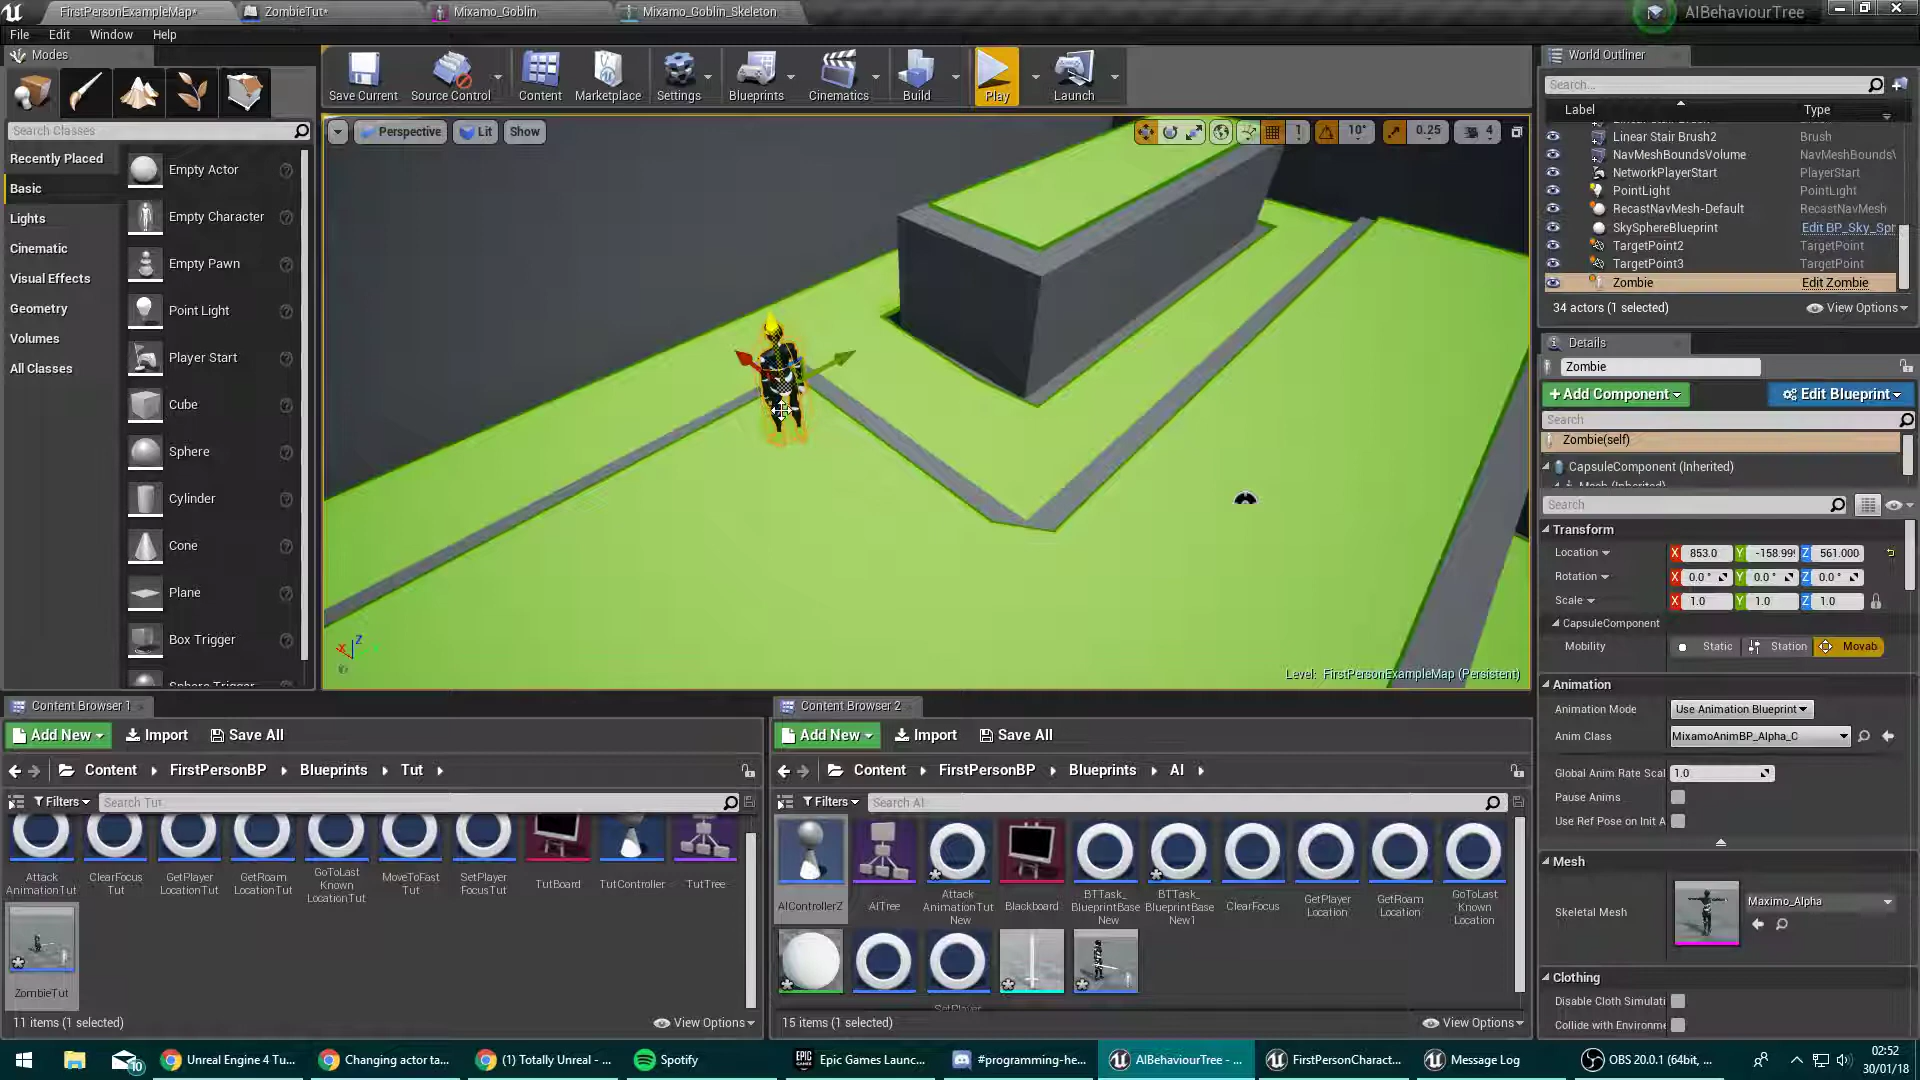 FirstPersonExampleMap*
ZombieTut*
Mixamo_Goblin
Mixamo_Goblin_Skeleton
AIBehaviourTree
File Edit Window Help
Modes
Search Classes
Recently Placed
Basic
Lights
Cinematic
Visual Effects
Geometry
Volumes
All Classes
Empty Actor
Empty Character
Empty Pawn
Point Light
Player Start
Cube
Sphere
Cylinder
Cone
Plane
Box Trigger
Sphere Trigger
Save Current
Source Control
Content
Marketplace
Settings
Blueprints
Cinematics
Build
Play
Launch
Perspective
Lit
Show
1
10°
0.25
4
Level: FirstPersonExampleMap (Persistent)
World Outliner
Search...
Label Type
Linear Stair Brush2 Brush
NavMeshBoundsVolume NavMeshBoundsV
NetworkPlayerStart PlayerStart
PointLight PointLight
RecastNavMesh-Default RecastNavMesh
SkySphereBlueprint Edit BP_Sky_Spr
TargetPoint2 TargetPoint
TargetPoint3 TargetPoint
Zombie Edit Zombie
34 actors (1 selected)
View Options
Details
Zombie
+Add Component
Edit Blueprint
Search
Zombie(self)
CapsuleComponent (Inherited)
Mesh (Inherited)
Search
Transform
Location X 853.0 Y -158.999 Z 561.000
Rotation X 0.0 ° Y 0.0 ° Z 0.0 °
Scale X 1.0 Y 1.0 Z 1.0
CapsuleComponent
Mobility Static Station Movab
Animation
Animation Mode Use Animation Blueprint
Anim Class MixamoAnimBP_Alpha_C
Global Anim Rate Scal 1.0
Pause Anims
Use Ref Pose on Init A
Mesh
Skeletal Mesh Maximo_Alpha
Clothing
Disable Cloth Simulati
Collide with Environme
Content Browser 1
Add New Import Save All
Content FirstPersonBP Blueprints Tut
Filters Search Tut
Attack AnimationTut
ClearFocus Tut
GetPlayer LocationTut
GetRoam LocationTut
GoToLast Known LocationTut
MoveToFast Tut
SetPlayer FocusTut
TutBoard
TutController
TutTree
ZombieTut
11 items (1 selected)
View Options
Content Browser 2
Add New Import Save All
Content FirstPersonBP Blueprints AI
Filters Search AI
AIControllerZ
AITree
Attack AnimationTut New
Blackboard
BTTask_ BlueprintBase New
BTTask_ BlueprintBase New1
ClearFocus
GetPlayer Location
GetRoam Location
GoToLast Known Location
SetPlayer
15 items (1 selected)
View Options
10
Unreal Engine 4 Tu...
Changing actor ta...
(1) Totally Unreal - ...
Spotify
Epic Games Launc...
#programming-he...
AIBehaviourTree - ...
FirstPersonCharact...
Message Log
OBS 20.0.1 (64bit, ...
02:52
30/01/18